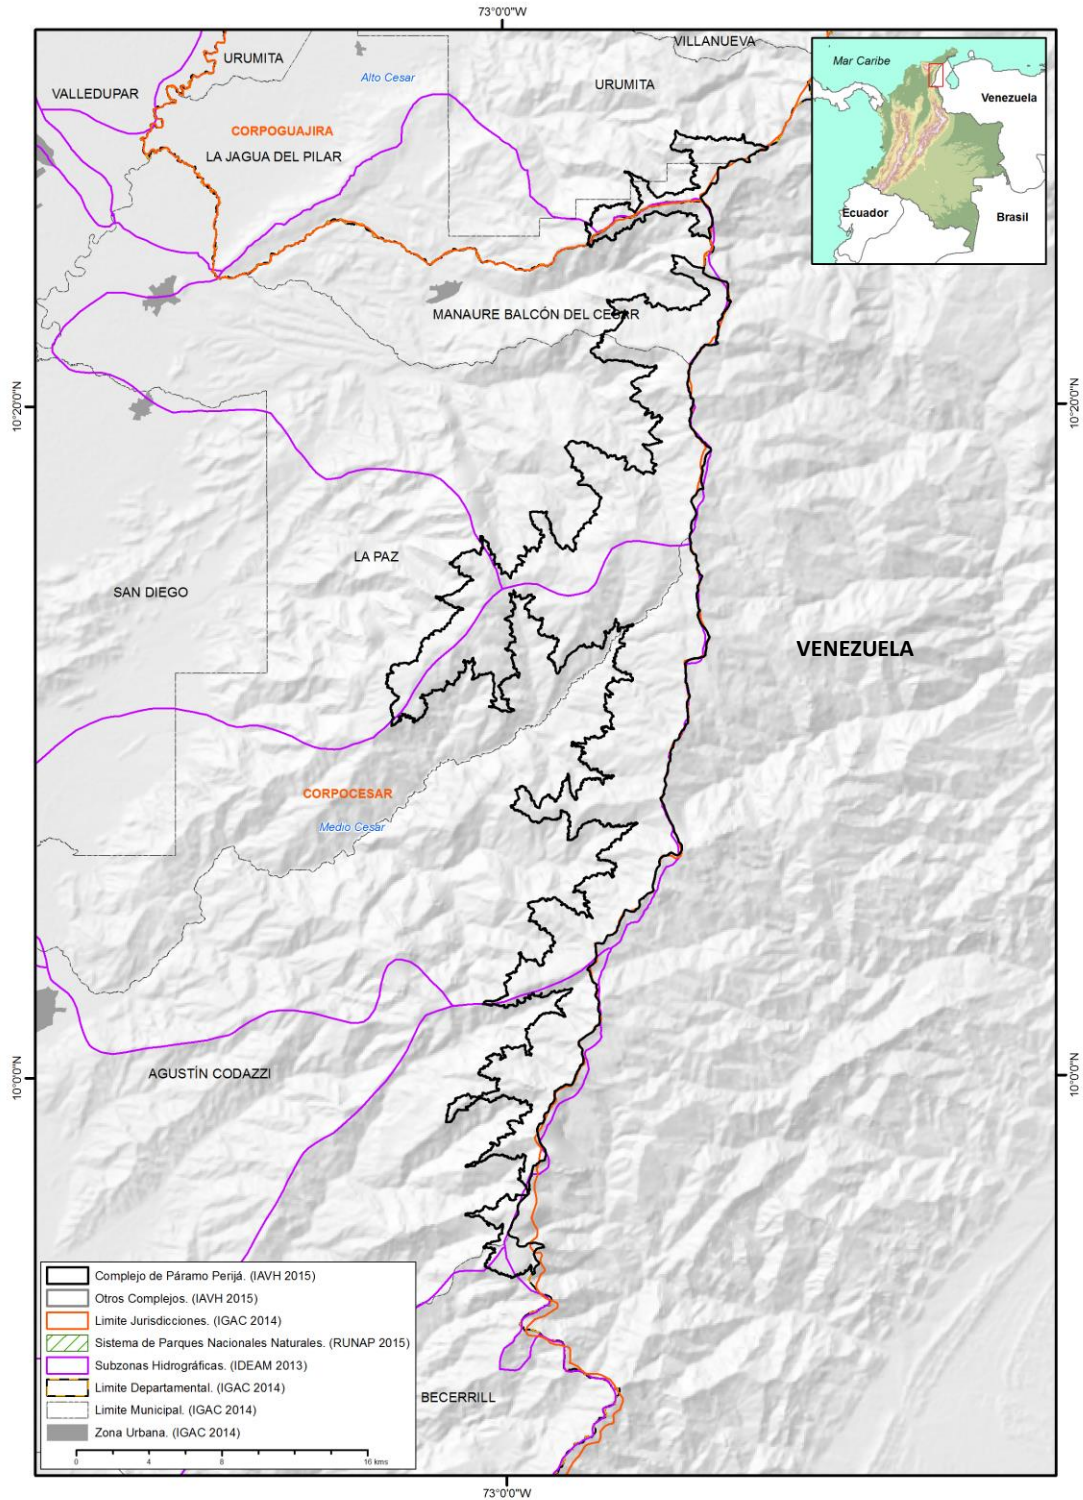 73°0'0"W
VILLANUEVA
URUMITA
Mar Caribe
Alto Cesar
URUMITA
VALLEDUPAR
Venezuela
CORPOGUAJIRA
LA JAGUA DEL PILAR
Ecuador
Brasil
MANAURE BALCÓN DEL CESAR
10°20'0"N
10°20'0"N
LA PAZ
SAN DIEGO
VENEZUELA
CORPOCESAR
Medio Cesar
AGUSTÍN CODAZZI
10°0'0"N
10°0'0"N
Complejo de Páramo Perijá. (IAVH 2015)
Otros Complejos. (IAVH 2015)
Limite Jurisdicciones. (IGAC 2014)
Sistema de Parques Nacionales Naturales. (RUNAP 2015)
Subzonas Hidrográficas. (IDEAM 2013)
Limite Departamental. (IGAC 2014)
Limite Municipal. (IGAC 2014)
Zona Urbana. (IGAC 2014)
0 4 8 16 kms
BECERRILL
73°0'0"W